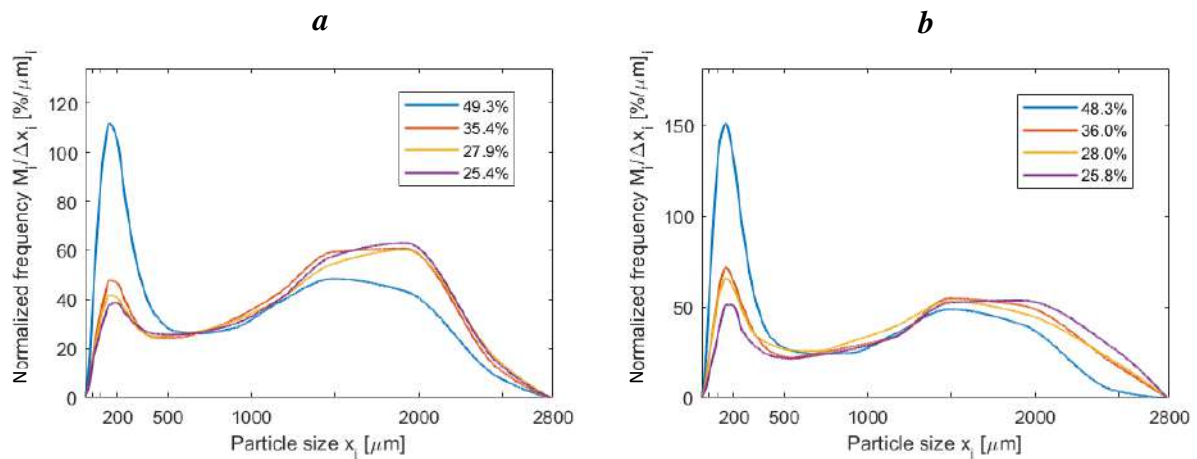 a
Normalized frequency Mᵢ/Δxᵢ [%/μm]ᵢ
120
100
80
60
40
20
0
49.3%
35.4%
27.9%
25.4%
200 500 1000 2000 2800
Particle size xᵢ [μm]
b
Normalized frequency Mᵢ/Δxᵢ [%/μm]ᵢ
150
100
50
0
48.3%
36.0%
28.0%
25.8%
200 500 1000 2000 2800
Particle size xᵢ [μm]